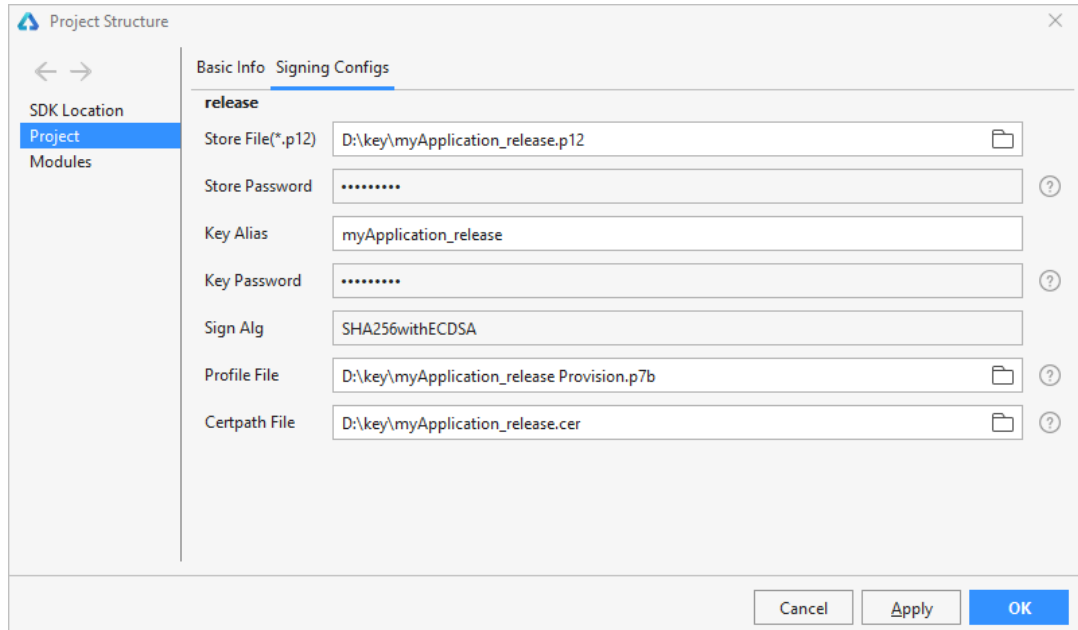 Project Structure
Basic Info Signing Configs
SDK Location
Project
Modules
release
Store File(*.p12) D:\key\myApplication_release.p12
Store Password •••••••••
Key Alias myApplication_release
Key Password •••••••••
Sign Alg SHA256withECDSA
Profile File D:\key\myApplication_release Provision.p7b
Certpath File D:\key\myApplication_release.cer
Cancel Apply OK